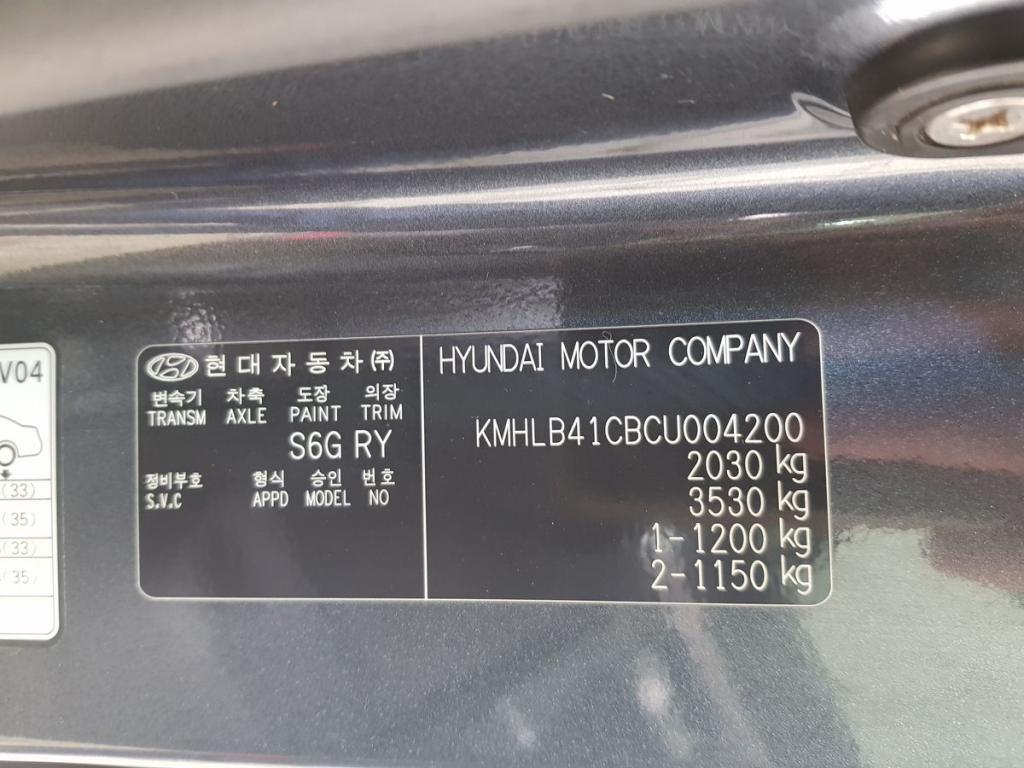 V04
(33)
(35)
(33)
(35)
현대자동차㈜
변속기 차축 도장 의장
TRANSM AXLE PAINT TRIM
S6G RY
정비부호 형식 승인 번호
S.V.C APPD MODEL NO
HYUNDAI MOTOR COMPANY
KMHLB41CBCU004200
2030 kg
3530 kg
1-1200 kg
2-1150 kg